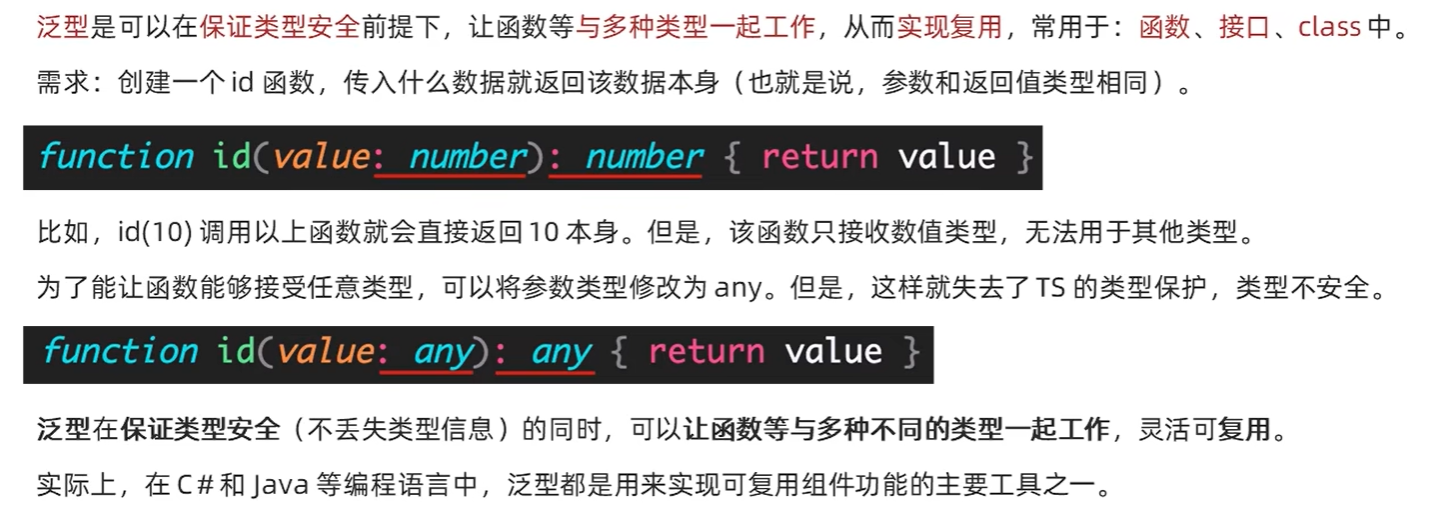 泛型是可以在保证类型安全前提下，让函数等与多种类型一起工作，从而实现复用，常用于：函数、接口、class 中。
需求：创建一个 id 函数，传入什么数据就返回该数据本身（也就是说，参数和返回值类型相同）。
function id(value: number): number { return value }
比如，id(10) 调用以上函数就会直接返回 10 本身。但是，该函数只接收数值类型，无法用于其他类型。
为了能让函数能够接受任意类型，可以将参数类型修改为 any。但是，这样就失去了 TS 的类型保护，类型不安全。
function id(value: any): any { return value }
泛型在保证类型安全（不丢失类型信息）的同时，可以让函数等与多种不同的类型一起工作，灵活可复用。
实际上，在 C# 和 Java 等编程语言中，泛型都是用来实现可复用组件功能的主要工具之一。